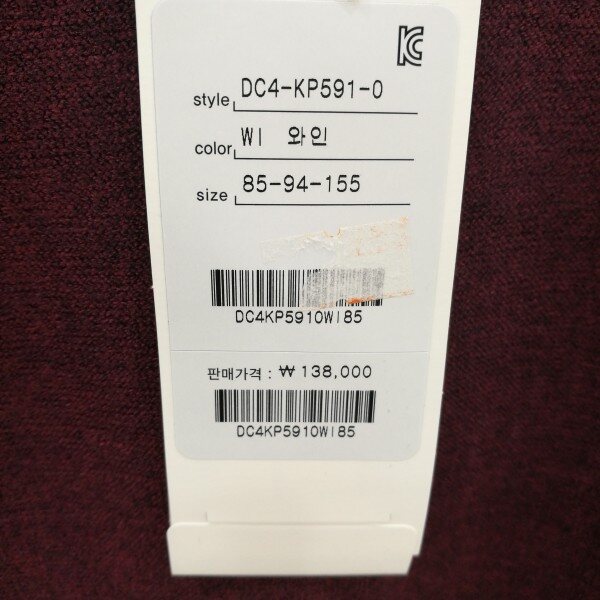 style DC4-KP591-0
color WI 와인
size 85-94-155
DC4KP5910WI85
판매가격 : ₩ 138,000
DC4KP5910WI85